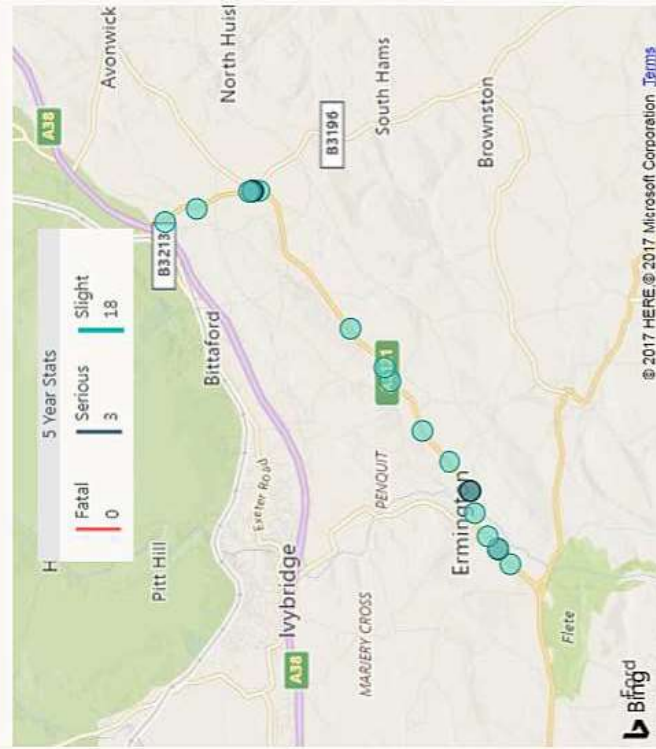 Avonwick
North Huish
A38
South Hams
Brownston
B3196
B3213
5 Year Stats
Fatal
Serious
Slight
0
3
18
H
Bittaford
Pitt Hill
Exeter Road
PENQUIT
Ermington
Ivybridge
A38
MARJERY CROSS
Flete
Ford
Bing
© 2017 HERE © 2017 Microsoft Corporation Terms